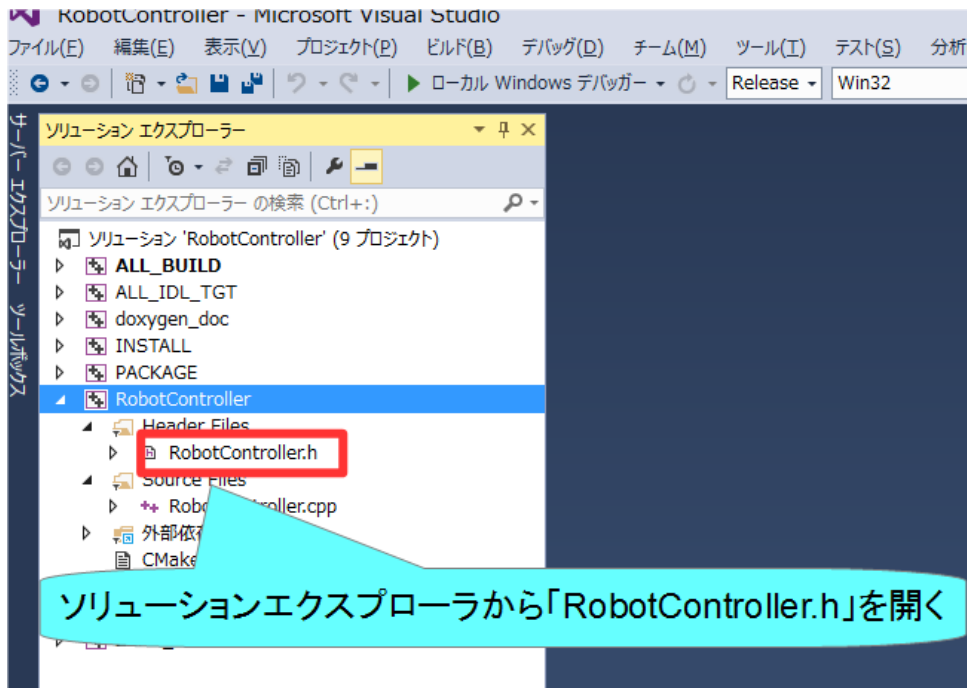 RobotController - Microsoft Visual Studio
ファイル(F) 編集(E) 表示(V) プロジェクト(P) ビルド(B) デバッグ(D) チーム(M) ツール(T) テスト(S) 分析
ローカル Windows デバッガー Release Win32
サーバー エクスプローラー ツールボックス
ソリューション エクスプローラー
ソリューション エクスプローラー の検索 (Ctrl+:)
ソリューション 'RobotController' (9 プロジェクト)
ALL_BUILD
ALL_IDL_TGT
doxygen_doc
INSTALL
PACKAGE
RobotController
Header Files
RobotController.h
Source Files
RobotController.cpp
外部依存
CMake
ソリューションエクスプローラから「RobotController.h」を開く